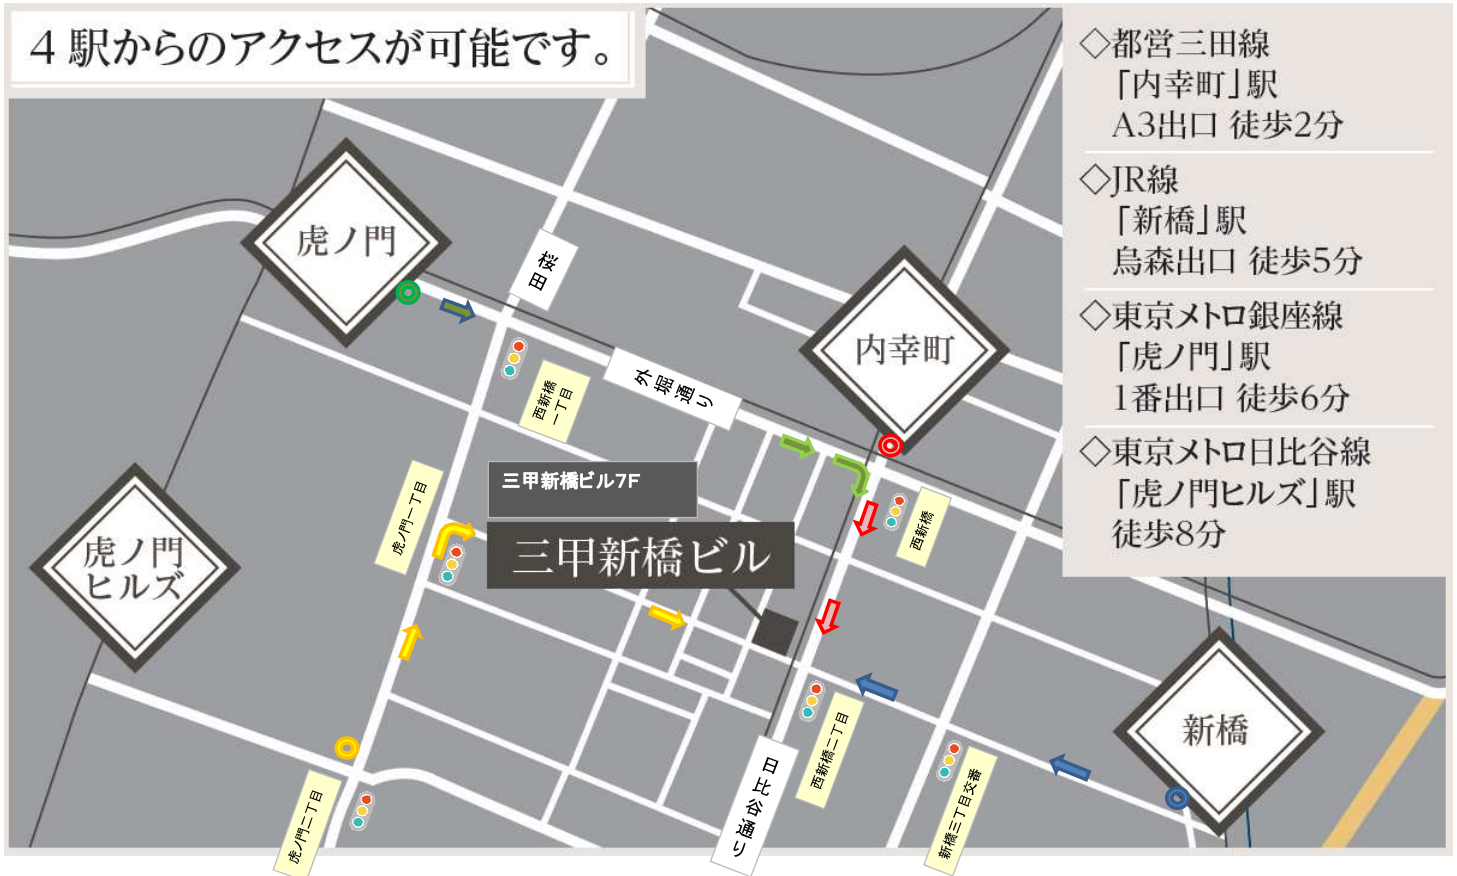 4 駅からのアクセスが可能です。
◇都営三田線
「内幸町」駅
A3出口 徒歩2分
◇JR線
「新橋」駅
烏森出口 徒歩5分
◇東京メトロ銀座線
「虎ノ門」駅
1番出口 徒歩6分
◇東京メトロ日比谷線
「虎ノ門ヒルズ」駅
徒歩8分
虎ノ門
愛宕
内幸町
外堀通り
西新橋
一丁目
三甲新橋ビル7F
三甲新橋ビル
虎ノ門一丁目
西新橋
虎ノ門
ヒルズ
新橋
西新橋二丁目
日比谷通り
新橋三丁目交番
虎ノ門二丁目